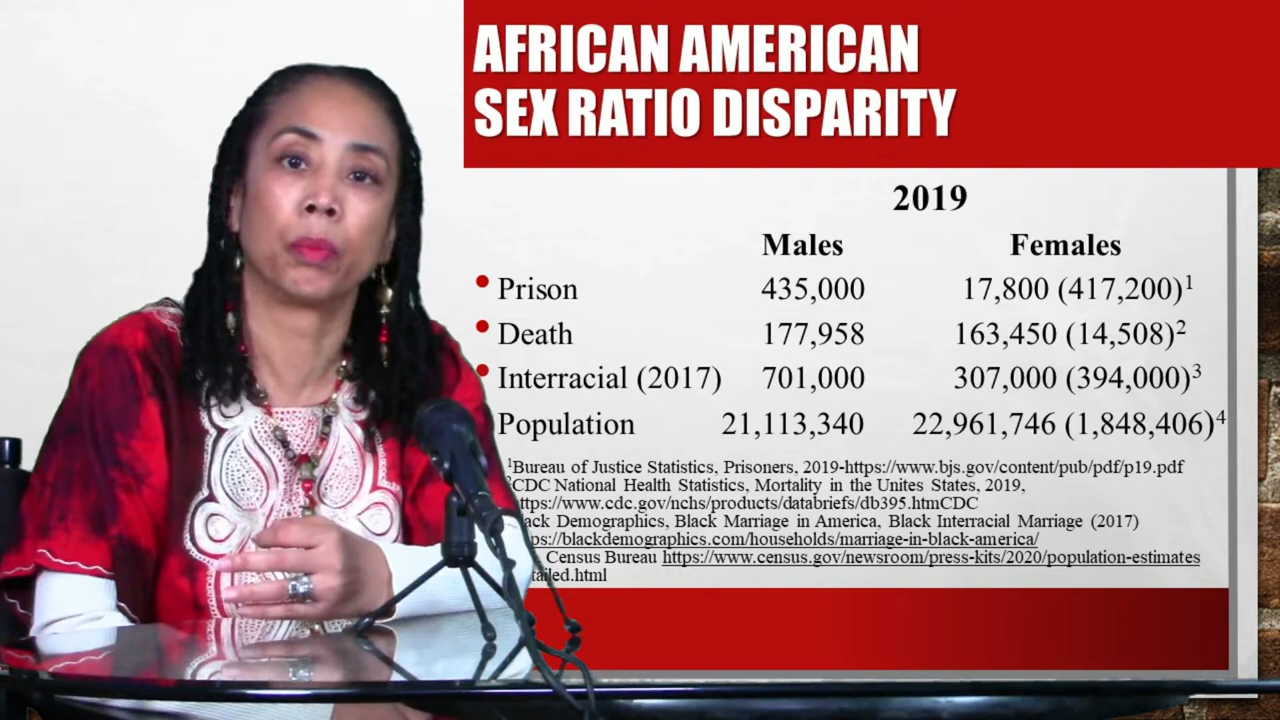 AFRICAN AMERICAN
SEX RATIO DISPARITY
2019
Males Females
• Prison 435,000 17,800 (417,200)¹
• Death 177,958 163,450 (14,508)²
• Interracial (2017) 701,000 307,000 (394,000)³
Population 21,113,340 22,961,746 (1,848,406)⁴
¹Bureau of Justice Statistics, Prisoners, 2019-https://www.bjs.gov/content/pub/pdf/p19.pdf
CDC National Health Statistics, Mortality in the Unites States, 2019,
ttps://www.cdc.gov/nchs/products/databriefs/db395.htmCDC
Demographics, Black Marriage in America, Black Interracial Marriage (2017)
ps://blackdemographics.com/households/marriage-in-black-america/
Census Bureau https://www.census.gov/newsroom/press-kits/2020/population-estimates
tailed.html